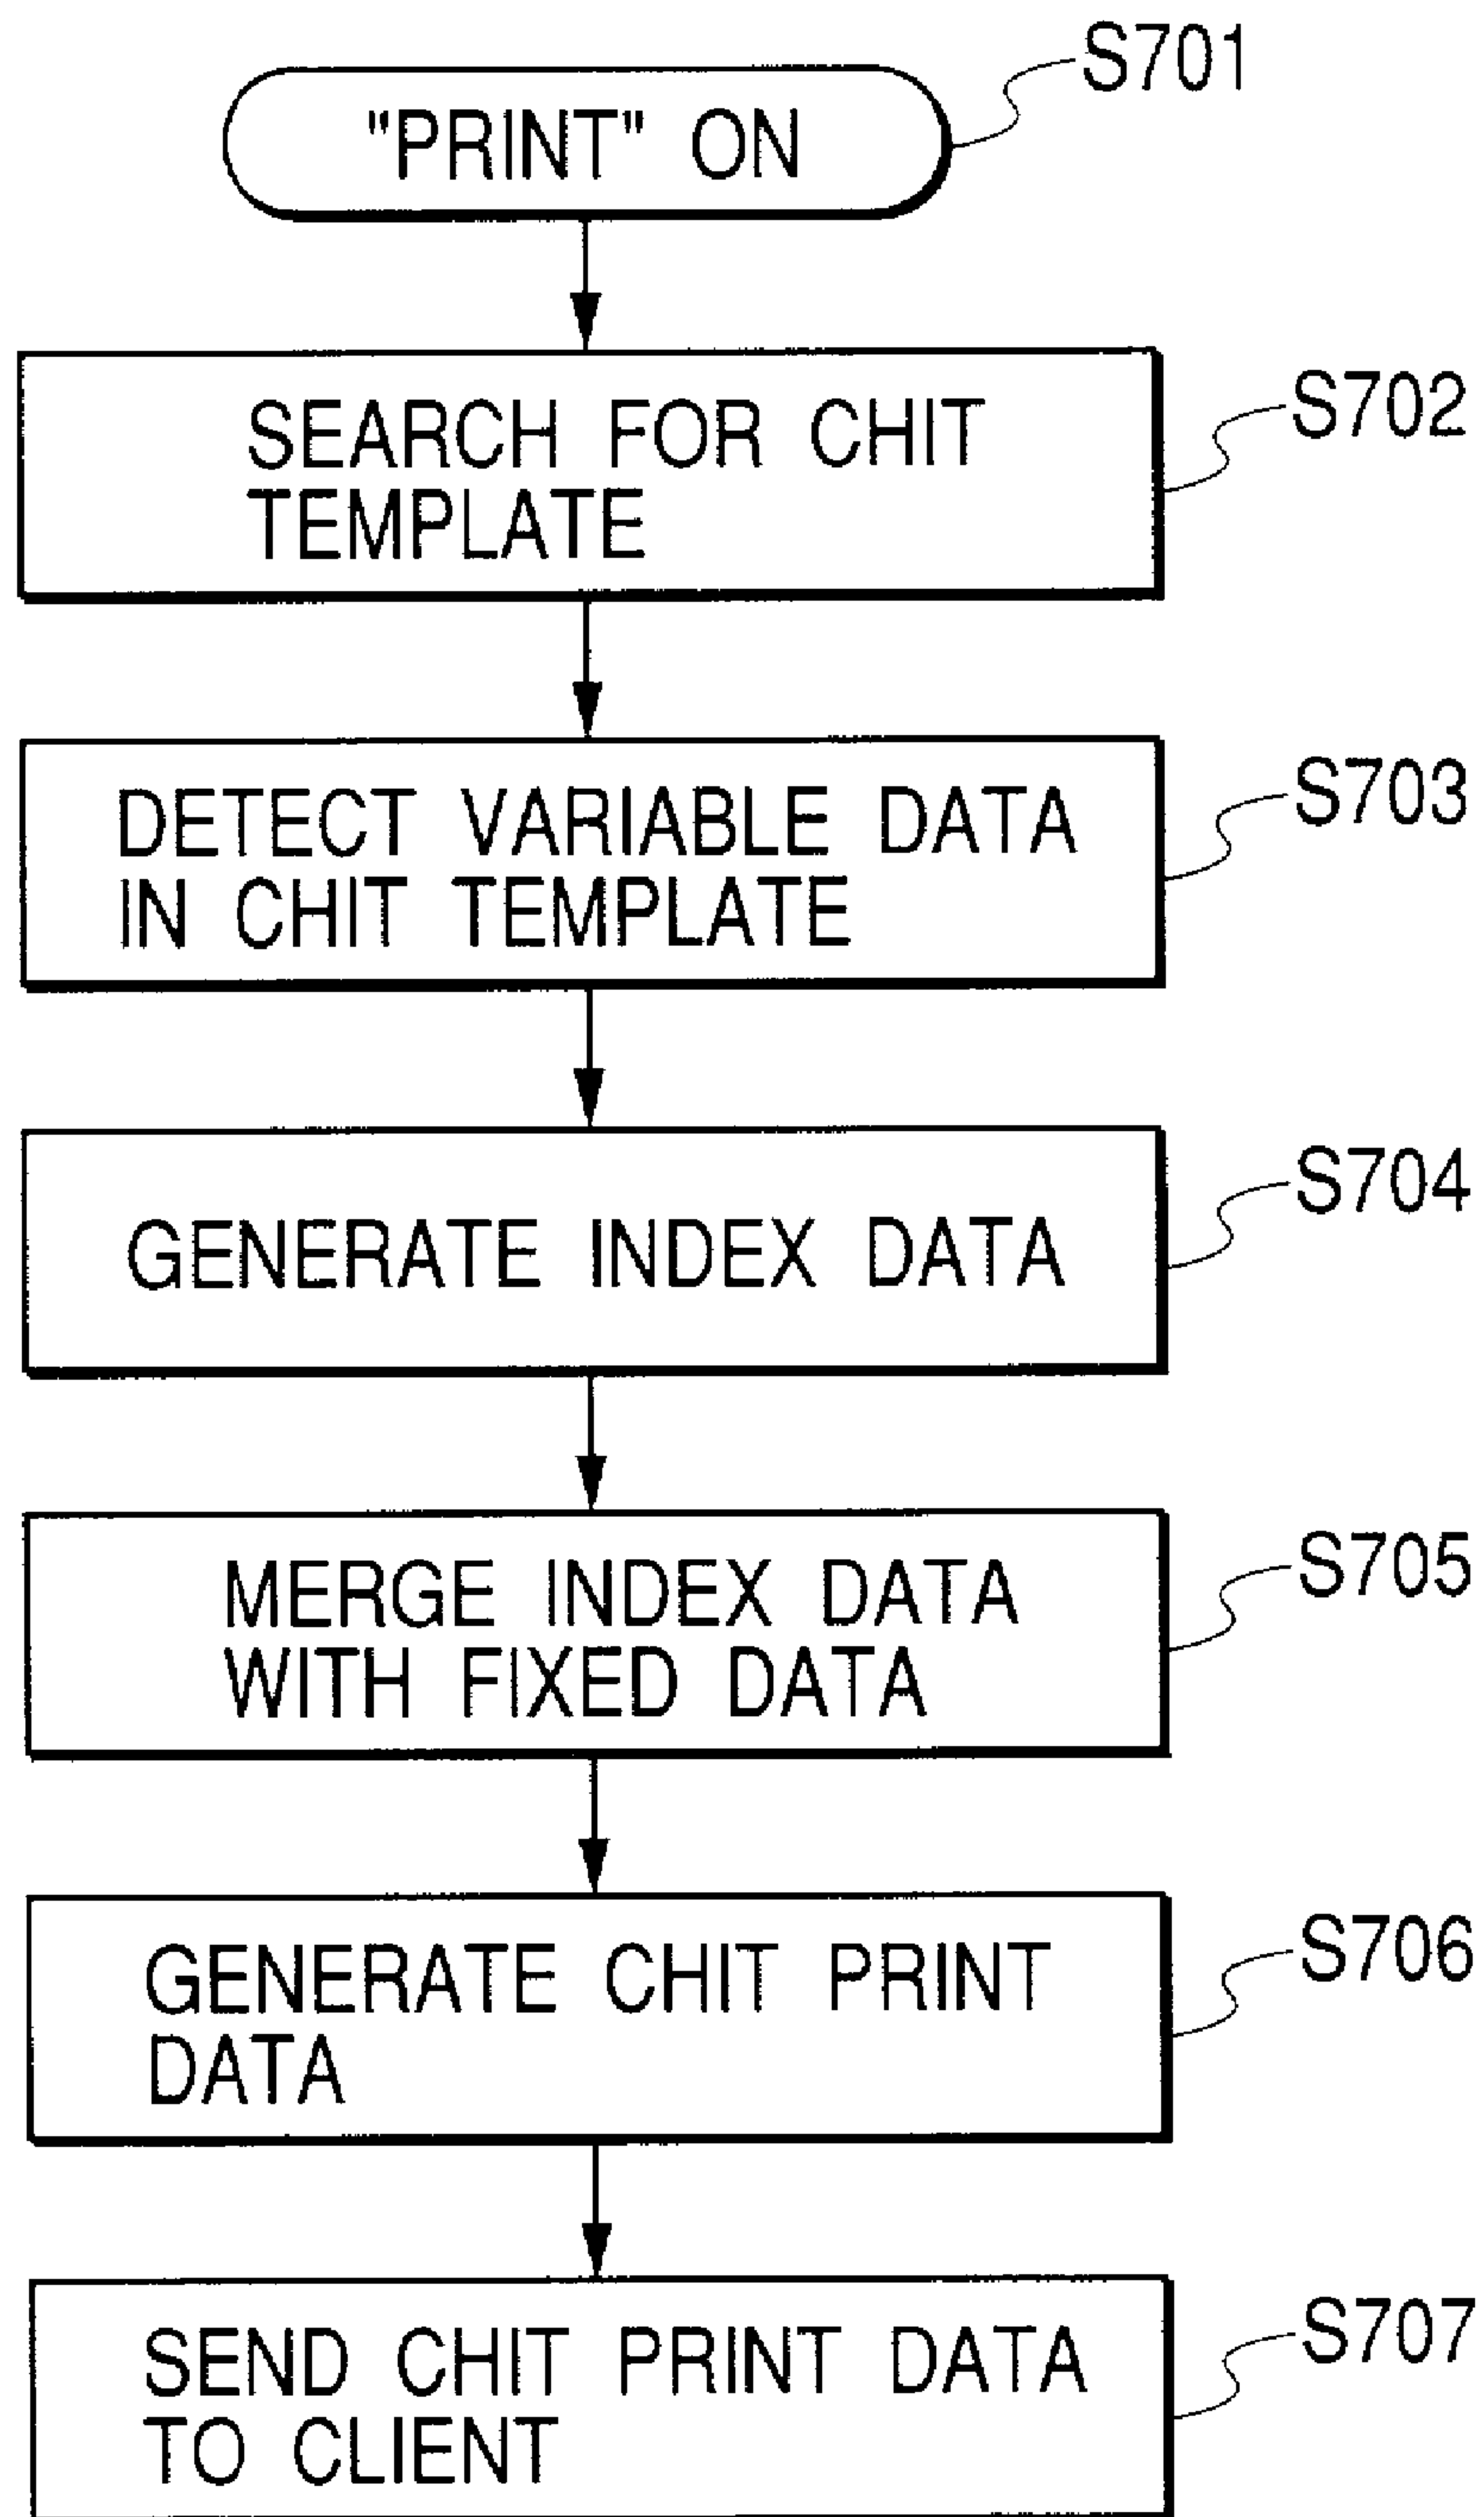 S701
"PRINT" ON
S702
SEARCH FOR CHIT
TEMPLATE
S703
DETECT VARIABLE DATA
IN CHIT TEMPLATE
S704
GENERATE INDEX DATA
S705
MERGE INDEX DATA
WITH FIXED DATA
S706
GENERATE CHIT PRINT
DATA
S707
SEND CHIT PRINT DATA
TO CLIENT